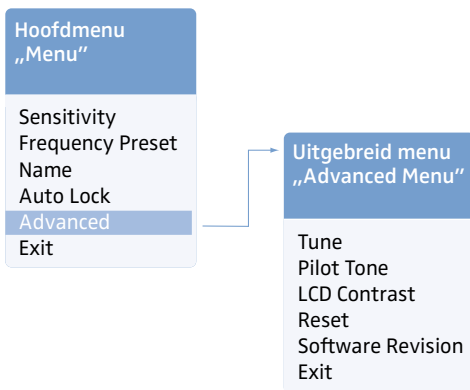 Hoofdmenu
„Menu”
Sensitivity
Frequency Preset
Name
Auto Lock
Advanced
Exit
Uitgebreid menu
„Advanced Menu”
Tune
Pilot Tone
LCD Contrast
Reset
Software Revision
Exit